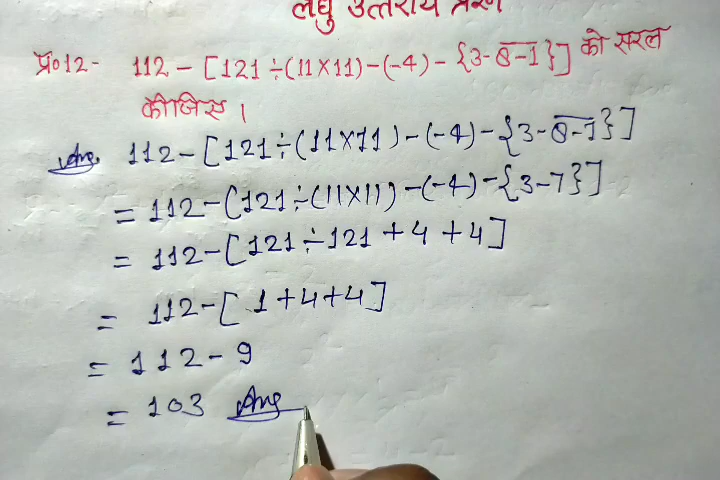 लघु उत्तरीय प्रश्न
प्र०12- 112-[121÷(11×11)-(-4)-{3-8̅-̅1̅}] को सरल
कीजिए।
Ans. 112-[121÷(11×11)-(-4)-{3-8̅-̅1̅}]
= 112-[121÷(11×11)-(-4)-{3-7}]
= 112-[121÷121+4+4]
= 112-[1+4+4]
= 112-9
= 103 Ans